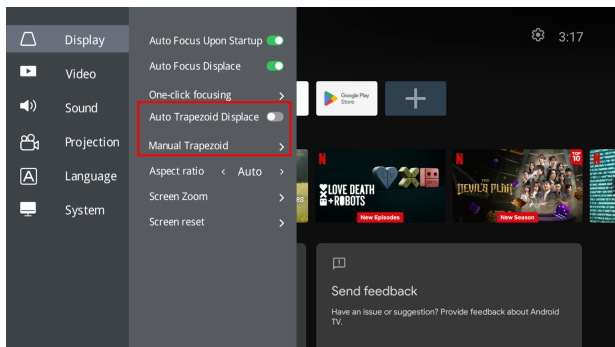 Display
Video
Sound
Projection
Language
System
Auto Focus Upon Startup
Auto Focus Displace
One-click focusing >
Auto Trapezoid Displace
Manual Trapezoid >
Aspect ratio < Auto >
Screen Zoom >
Screen reset >
3:17
Google Play
Store
es
N
LOVE DEATH
+ROBOTS
New Episodes
N
TOP
10
THE
DEVIL'S PLAN
New Season
N
Send feedback
Have an issue or suggestion? Provide feedback about Android
TV.